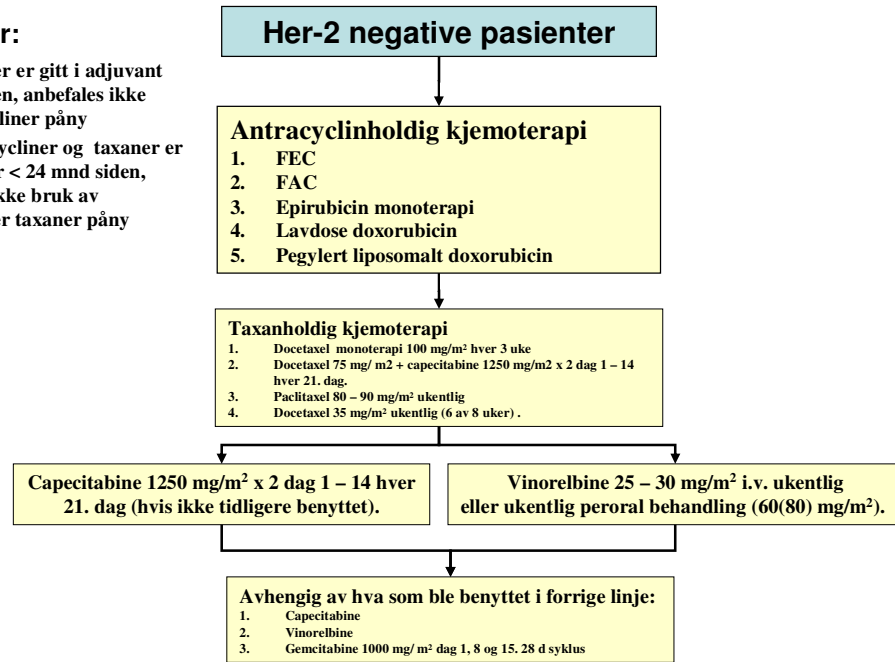 r:
er er gitt i adjuvant
en, anbefales ikke
liner påny
ycliner og taxaner er
r < 24 mnd siden,
kke bruk av
er taxaner påny
Her-2 negative pasienter
Antracyclinholdig kjemoterapi
1. FEC
2. FAC
3. Epirubicin monoterapi
4. Lavdose doxorubicin
5. Pegylert liposomalt doxorubicin
Taxanholdig kjemoterapi
1. Docetaxel monoterapi 100 mg/m² hver 3 uke
2. Docetaxel 75 mg/ m2 + capecitabine 1250 mg/m2 x 2 dag 1 – 14
hver 21. dag.
3. Paclitaxel 80 – 90 mg/m² ukentlig
4. Docetaxel 35 mg/m² ukentlig (6 av 8 uker) .
Capecitabine 1250 mg/m² x 2 dag 1 – 14 hver
21. dag (hvis ikke tidligere benyttet).
Vinorelbine 25 – 30 mg/m² i.v. ukentlig
eller ukentlig peroral behandling (60(80) mg/m²).
Avhengig av hva som ble benyttet i forrige linje:
1. Capecitabine
2. Vinorelbine
3. Gemcitabine 1000 mg/ m² dag 1, 8 og 15. 28 d syklus